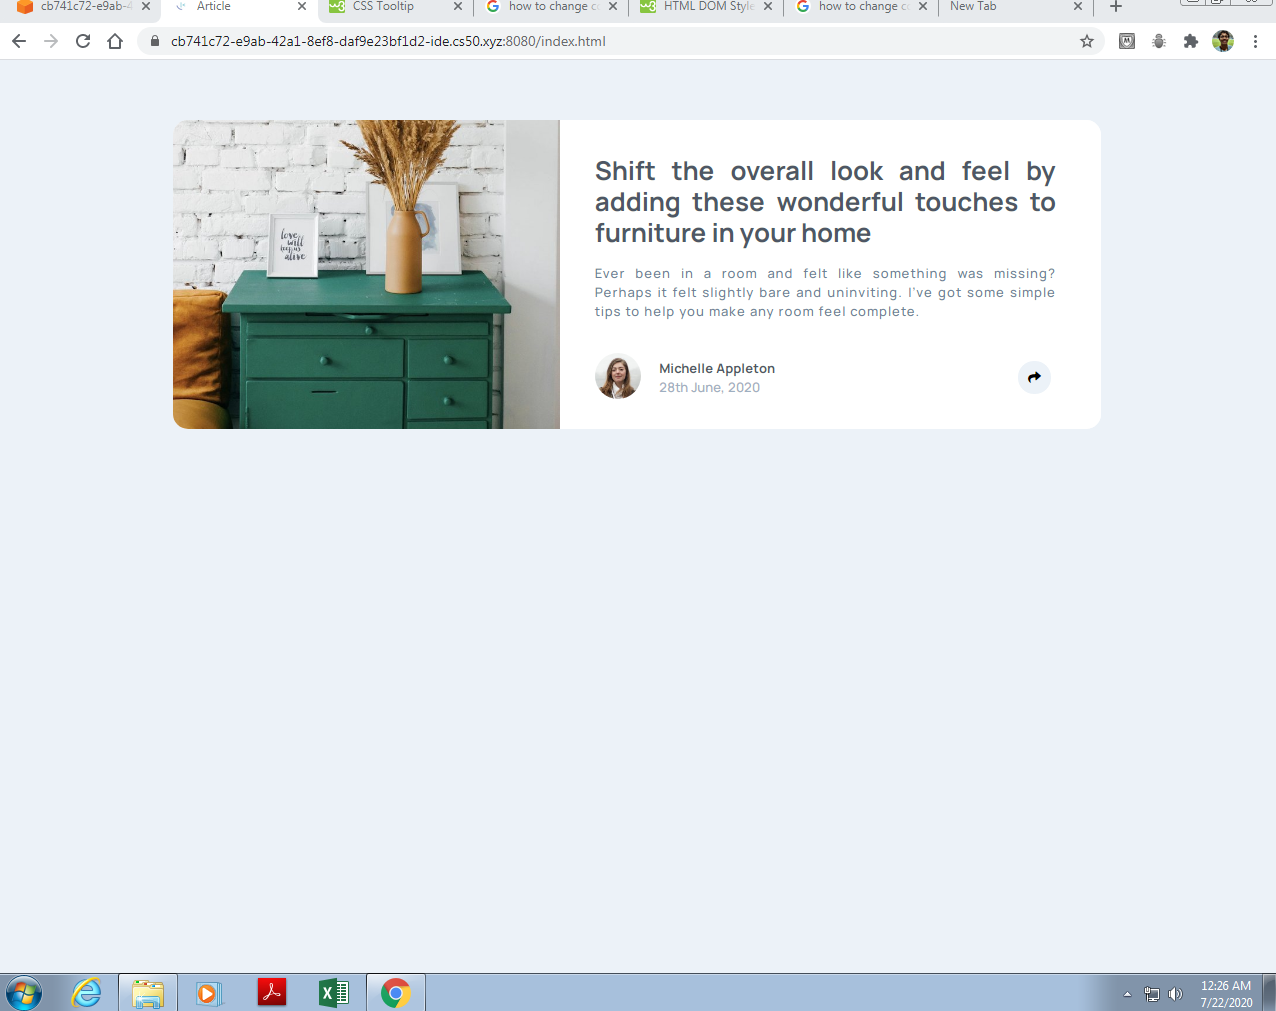 cb741c72-e9ab-4
Article
CSS Tooltip
how to change c
HTML DOM Style
how to change c
New Tab
cb741c72-e9ab-42a1-8ef8-daf9e23bf1d2-ide.cs50.xyz:8080/index.html
love
will
alive
Shift the overall look and feel by
adding these wonderful touches to
furniture in your home
Ever been in a room and felt like something was missing?
Perhaps it felt slightly bare and uninviting. I've got some simple
tips to help you make any room feel complete.
Michelle Appleton
28th June, 2020
12:26 AM
7/22/2020